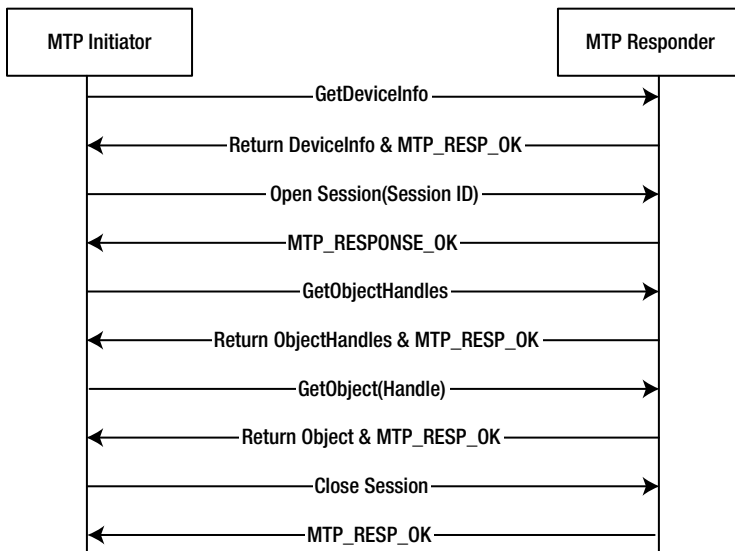 MTP Initiator
MTP Responder
GetDeviceInfo
Return DeviceInfo & MTP_RESP_OK
Open Session(Session ID)
MTP_RESPONSE_OK
GetObjectHandles
Return ObjectHandles & MTP_RESP_OK
GetObject(Handle)
Return Object & MTP_RESP_OK
Close Session
MTP_RESP_OK